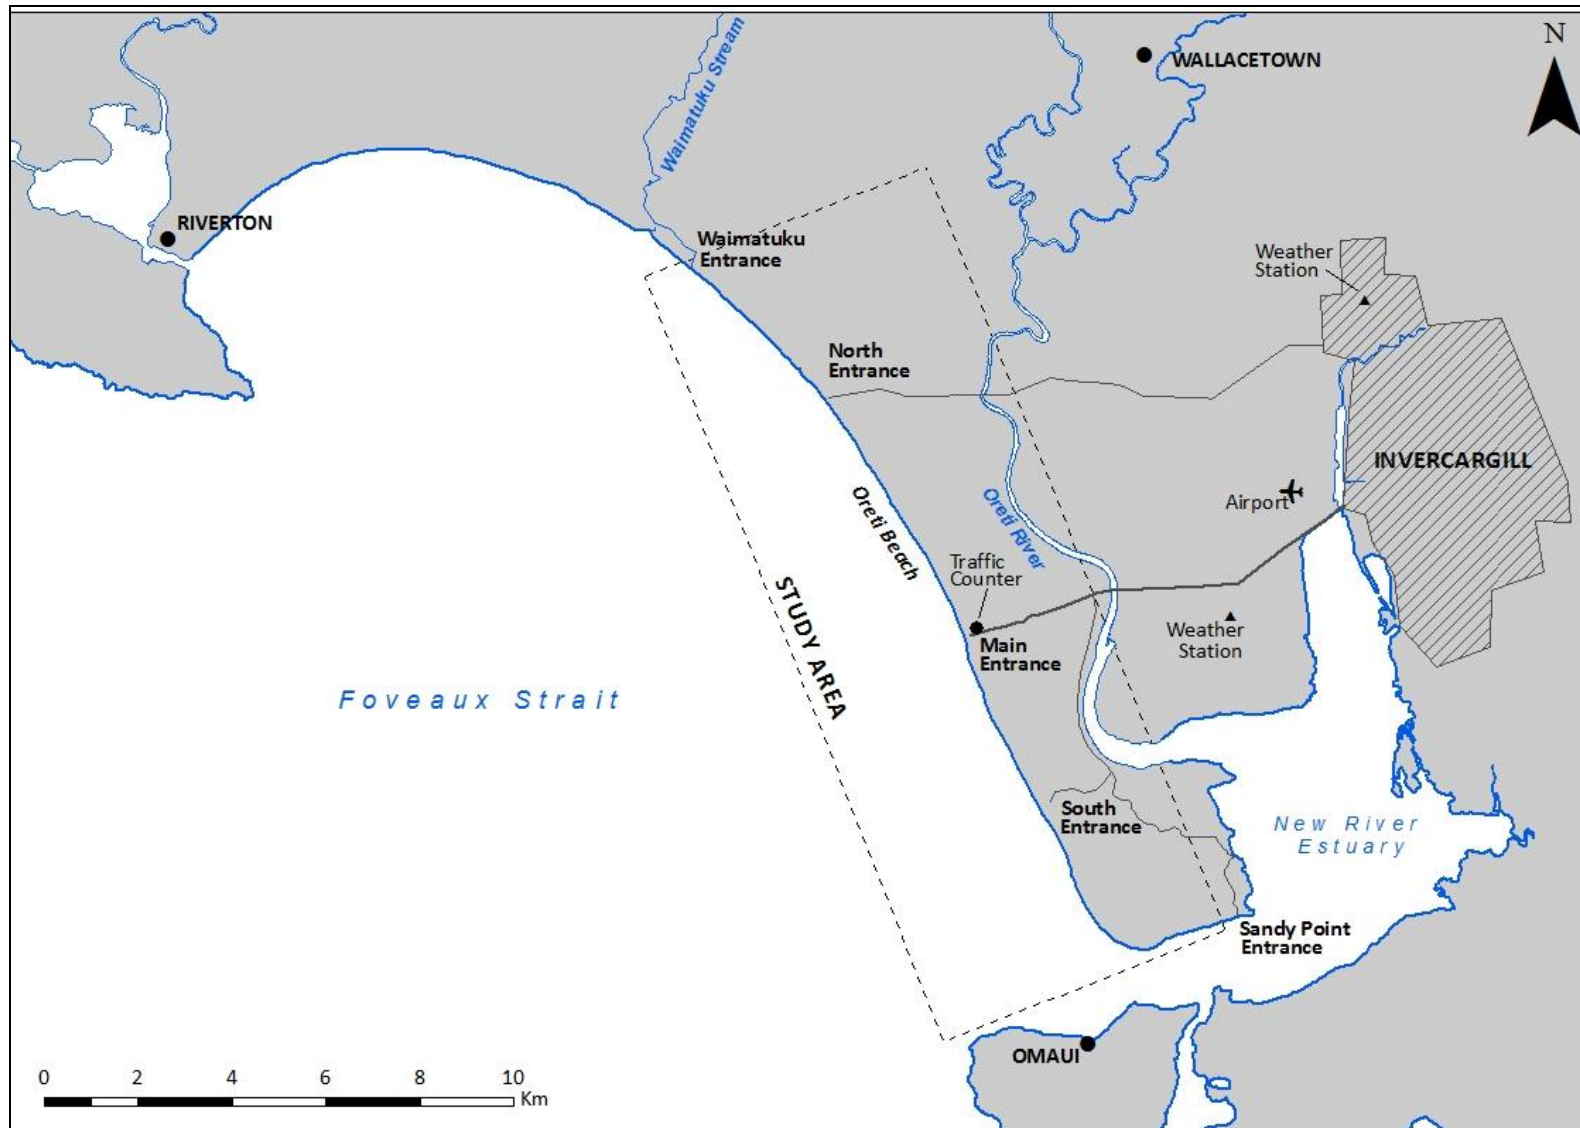 N
WALLACETOWN
Waimatuku Stream
RIVERTON
Waimatuku
Entrance
Weather
Station
North
Entrance
INVERCARGILL
Oreti Beach
Oreti River
Airport
Traffic
Counter
STUDY AREA
Weather
Station
Main
Entrance
Foveaux Strait
South
Entrance
New River
Estuary
Sandy Point
Entrance
OMAUI
0 2 4 6 8 10
Km